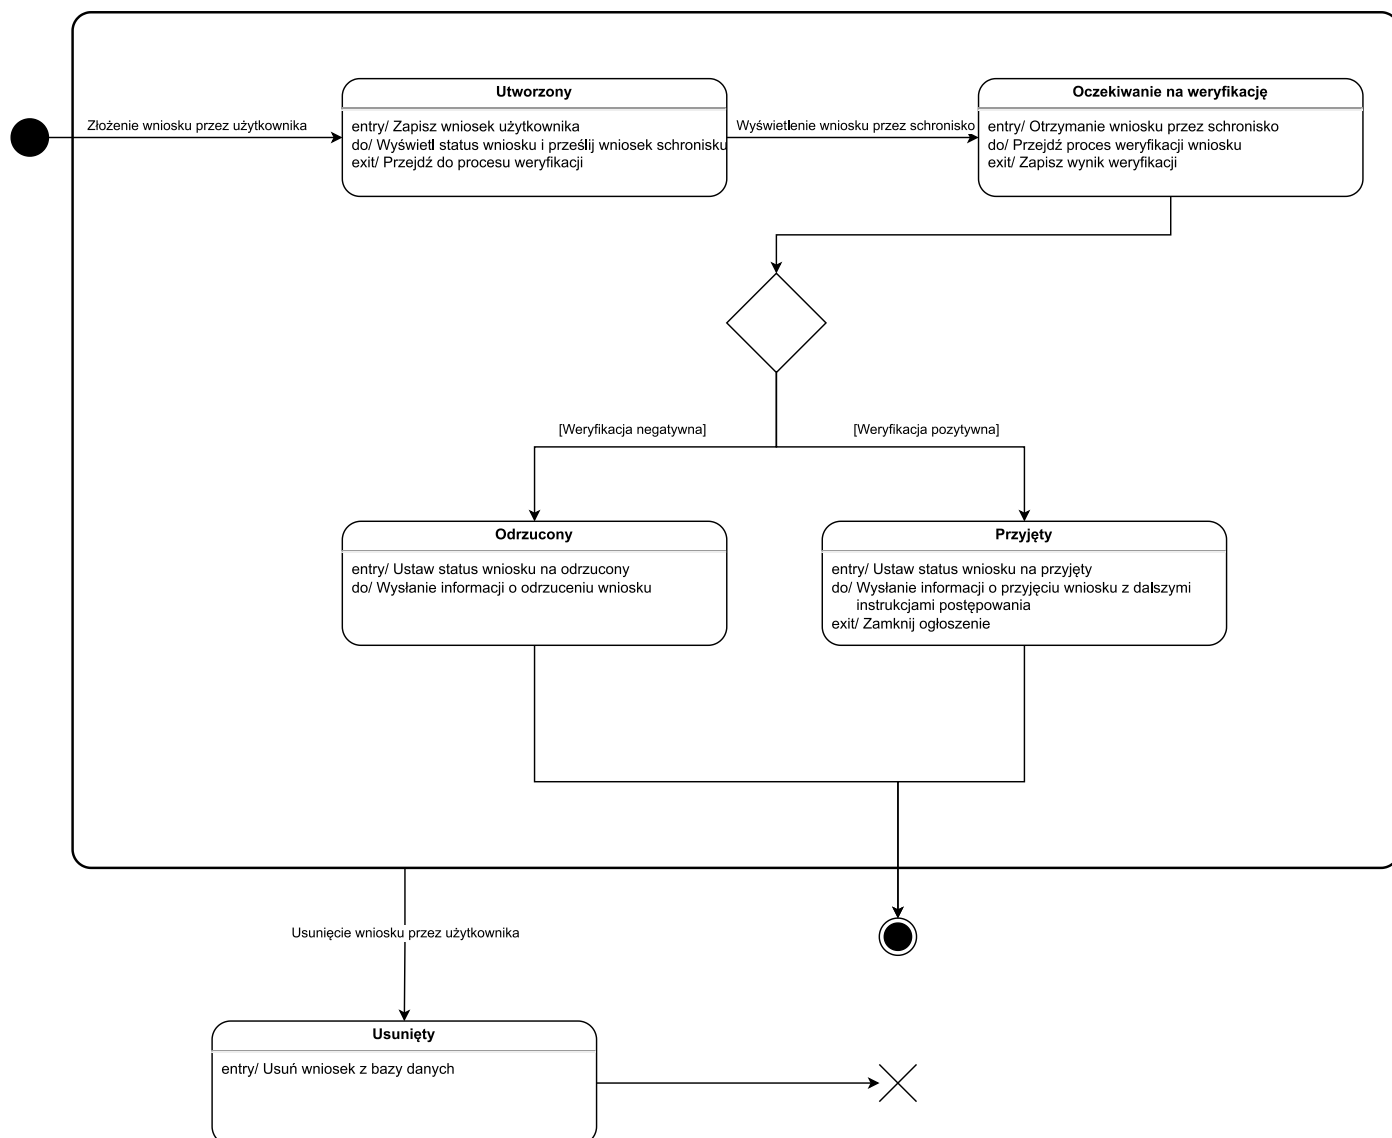 Utworzony
Oczekiwanie na weryfikację
Złożenie wniosku przez użytkownika
entry/ Zapisz wniosek użytkownika
do/ Wyświetl status wniosku i prześlij wniosek schronisku
exit/ Przejdź do procesu weryfikacji
Wyświetlenie wniosku przez schronisko
entry/ Otrzymanie wniosku przez schronisko
do/ Przejdź proces weryfikacji wniosku
exit/ Zapisz wynik weryfikacji
[Weryfikacja negatywna]
[Weryfikacja pozytywna]
Odrzucony
entry/ Ustaw status wniosku na odrzucony
do/ Wysłanie informacji o odrzuceniu wniosku
Przyjęty
entry/ Ustaw status wniosku na przyjęty
do/ Wysłanie informacji o przyjęciu wniosku z dalszymi
instrukcjami postępowania
exit/ Zamknij ogłoszenie
Usunięcie wniosku przez użytkownika
Usunięty
entry/ Usuń wniosek z bazy danych